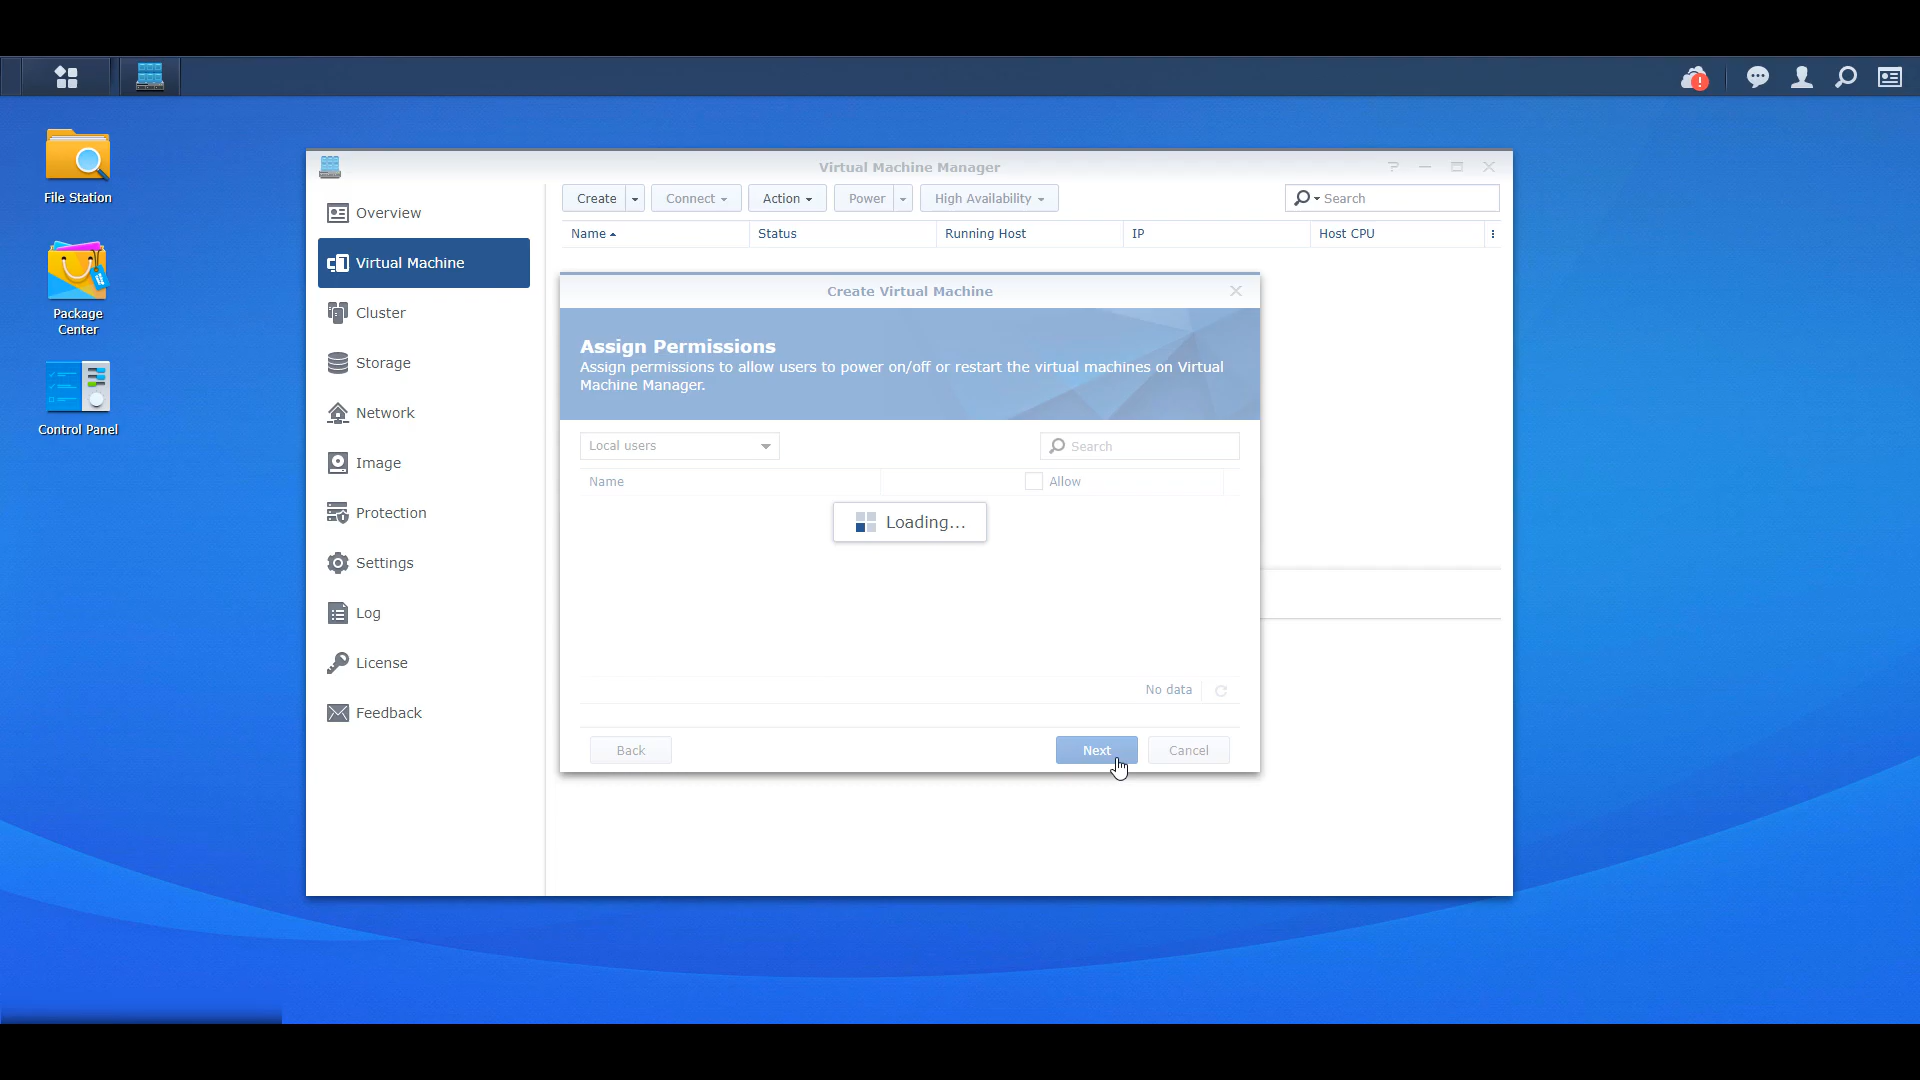 File Station
Package
Center
Control Panel
Virtual Machine Manager
Overview
Virtual Machine
Cluster
Storage
Network
Image
Protection
Settings
Log
License
Feedback
Create
Connect
Action
Power
High Availability
Search
Name
Status
Running Host
IP
Host CPU
Create Virtual Machine
Assign Permissions
Assign permissions to allow users to power on/off or restart the virtual machines on Virtual
Machine Manager.
Local users
Search
Name
Allow
Loading...
No data
Back
Next
Cancel